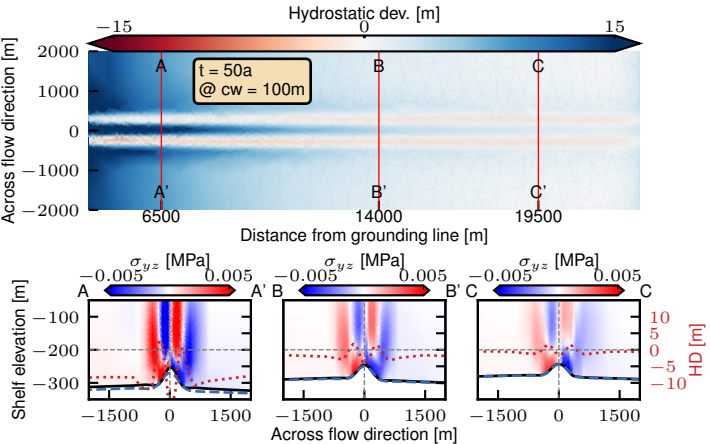 Hydrostatic dev. [m]
−15 0 15
2000
1000
0
−1000
−2000
Across flow direction [m]
A B C
t = 50a
@ cw = 100m
A' B' C'
6500 14000 19500
Distance from grounding line [m]
σyz [MPa] σyz [MPa] σyz [MPa]
−0.005 0.005 −0.005 0.005 −0.005 0.005
A A' B B' C C
Shelf elevation [m]
−100
−200
−300
10
5
0
−5
−10
HD [m]
−1500 0 1500 −1500 0 1500 −1500 0 1500
Across flow direction [m]